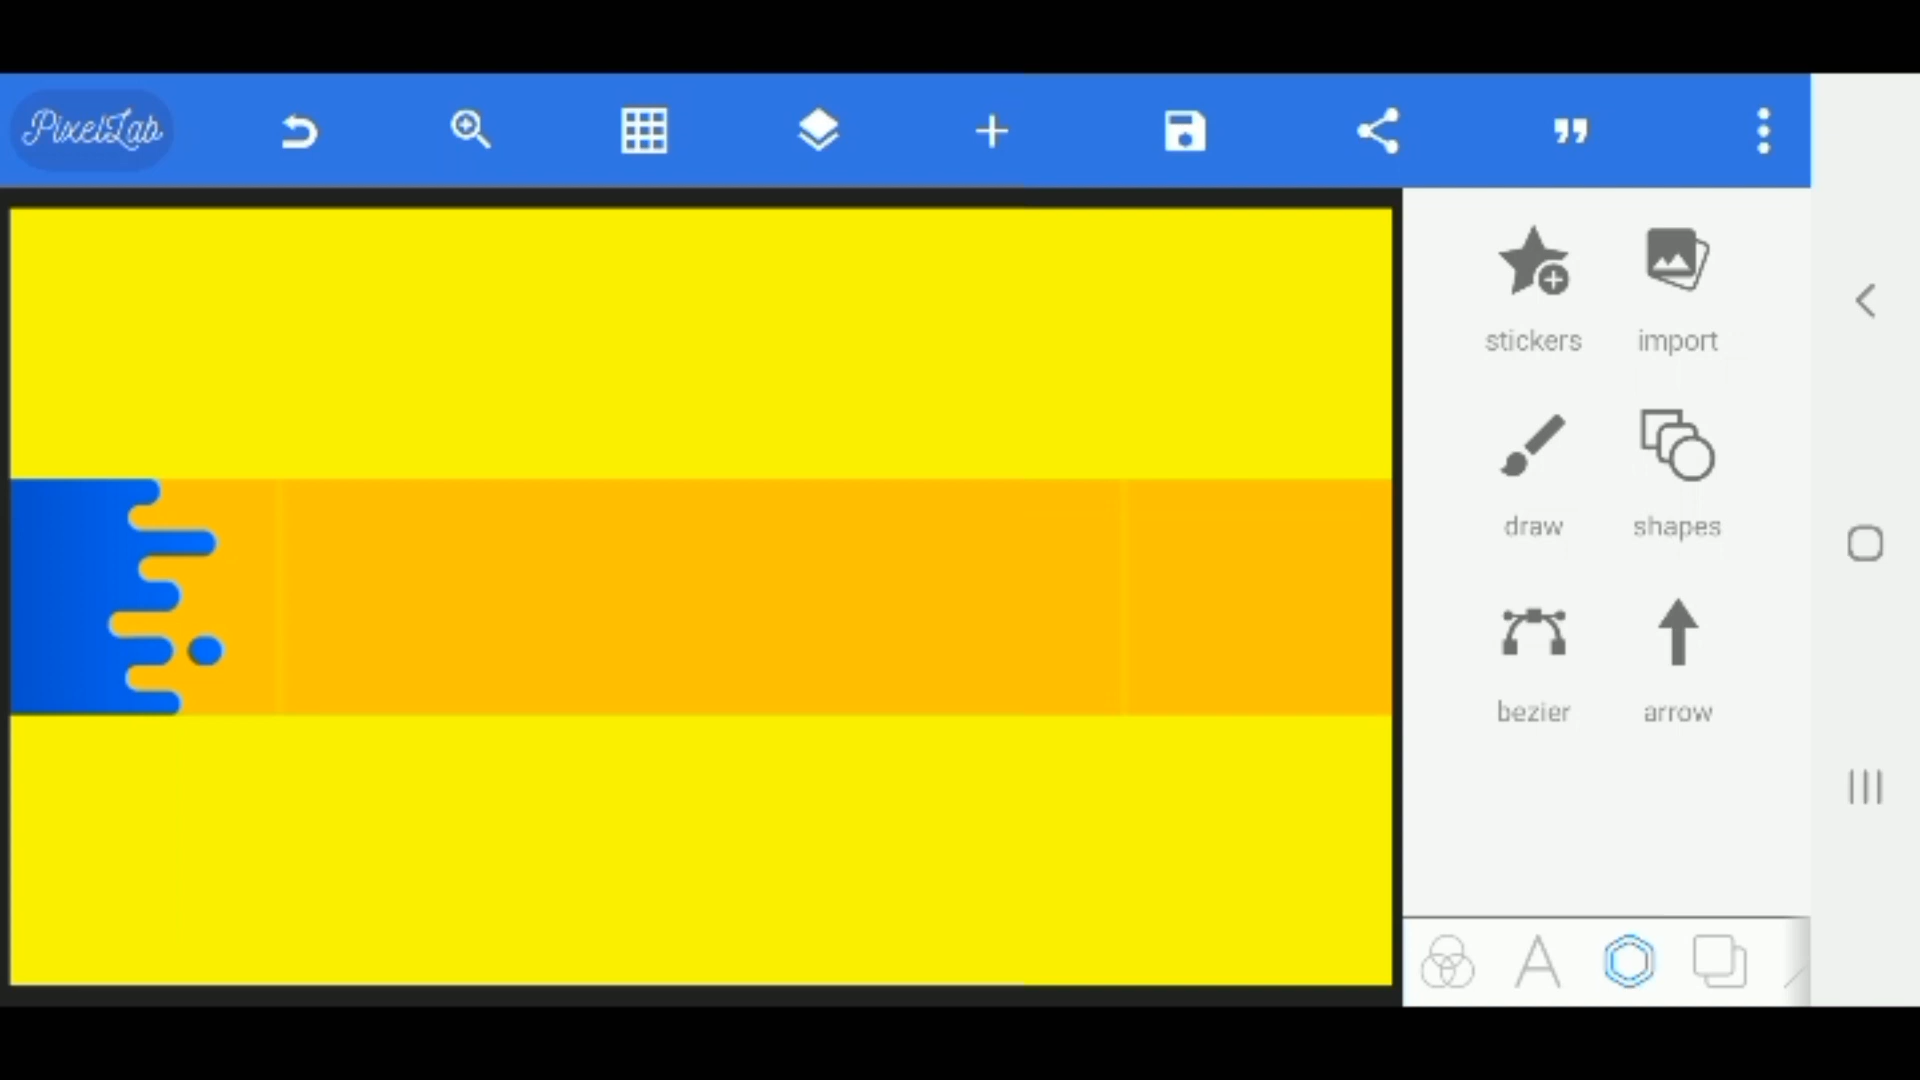 PixelLab
stickers
import
draw
shapes
bezier
arrow